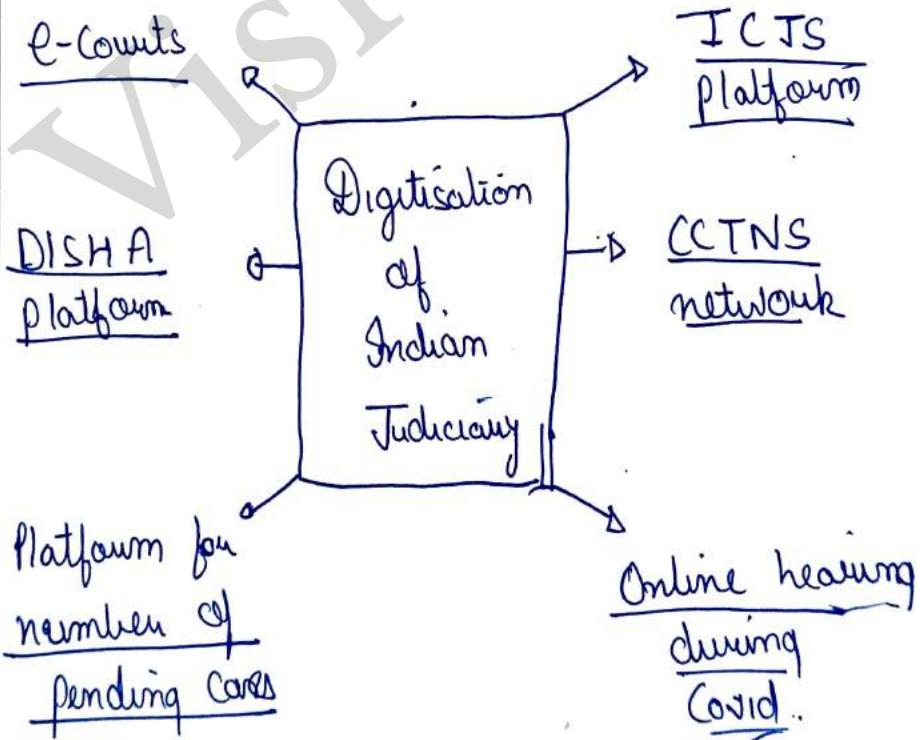 e-Courts
ICJS
Platform
Digitisation
of
Indian
Judiciary
DISHA
Platform
CCTNS
network
Platform for
number of
pending Cases
Online hearing
during
Covid..